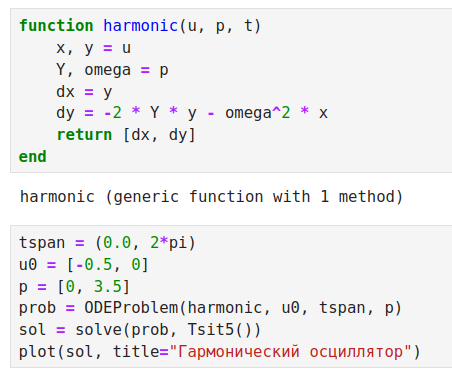 function harmonic(u, p, t)
    x, y = u
    Y, omega = p
    dx = y
    dy = -2 * Y * y - omega^2 * x
    return [dx, dy]
end
harmonic (generic function with 1 method)
tspan = (0.0, 2*pi)
u0 = [-0.5, 0]
p = [0, 3.5]
prob = ODEProblem(harmonic, u0, tspan, p)
sol = solve(prob, Tsit5())
plot(sol, title="Гармонический осциллятор")